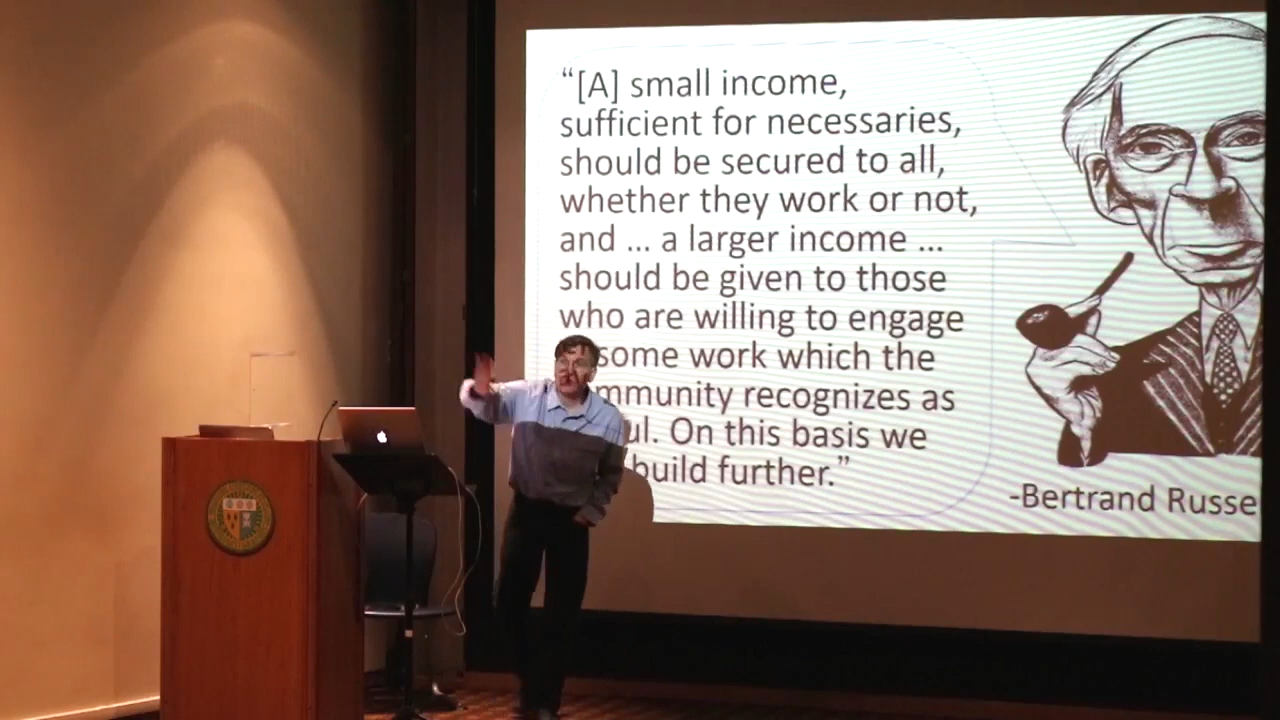 “[A] small income,
sufficient for necessaries,
should be secured to all,
whether they work or not,
and ... a larger income ...
should be given to those
who are willing to engage
some work which the
mmunity recognizes as
ul. On this basis we
build further.”
-Bertrand Russe